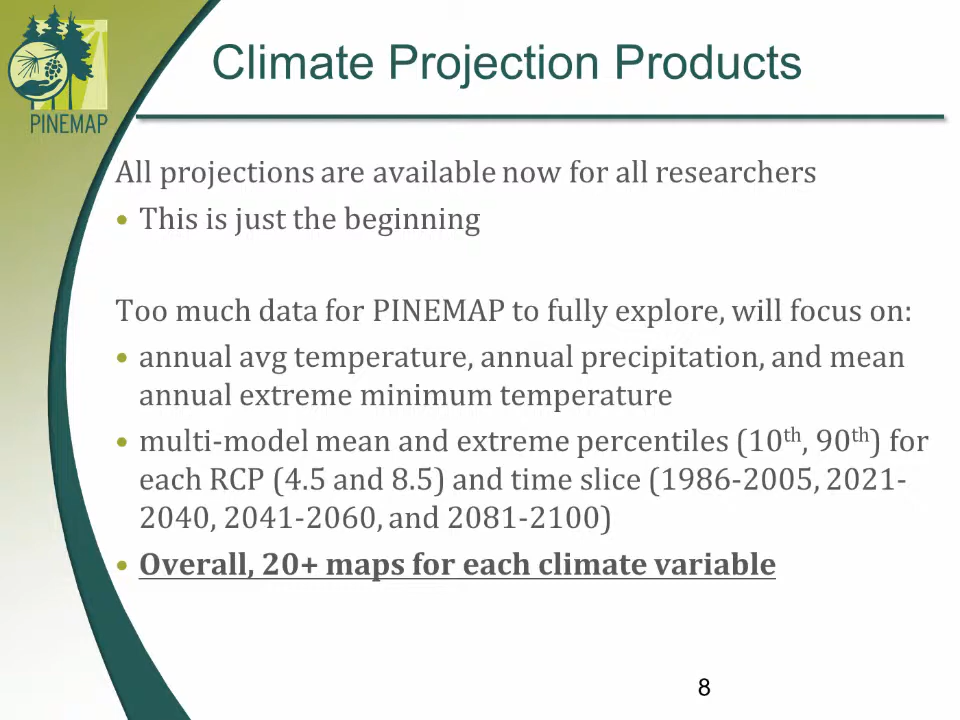 Climate Projection Products
PINEMAP
All projections are available now for all researchers
• This is just the beginning
Too much data for PINEMAP to fully explore, will focus on:
• annual avg temperature, annual precipitation, and mean
annual extreme minimum temperature
• multi-model mean and extreme percentiles (10th, 90th) for
each RCP (4.5 and 8.5) and time slice (1986-2005, 2021-
2040, 2041-2060, and 2081-2100)
• Overall, 20+ maps for each climate variable
8